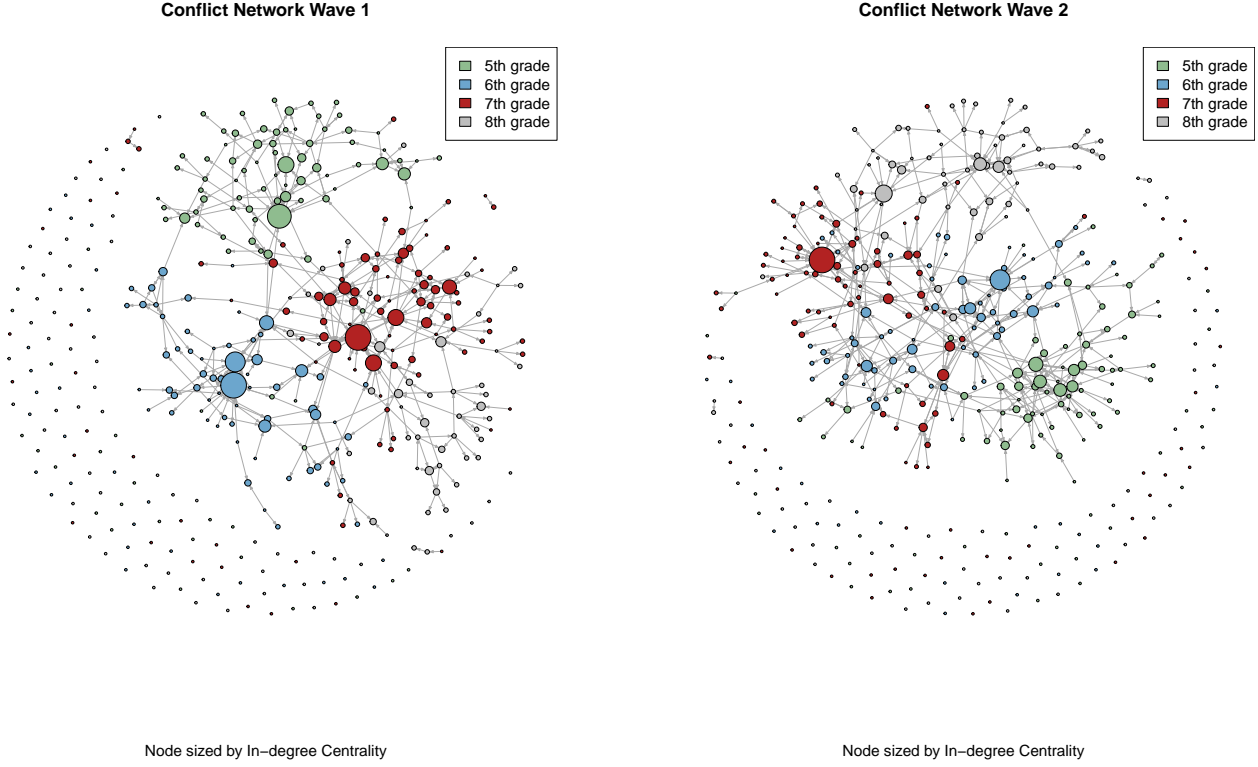 Conflict Network Wave 1
5th grade
6th grade
7th grade
8th grade
Node sized by In−degree Centrality
Conflict Network Wave 2
5th grade
6th grade
7th grade
8th grade
Node sized by In−degree Centrality